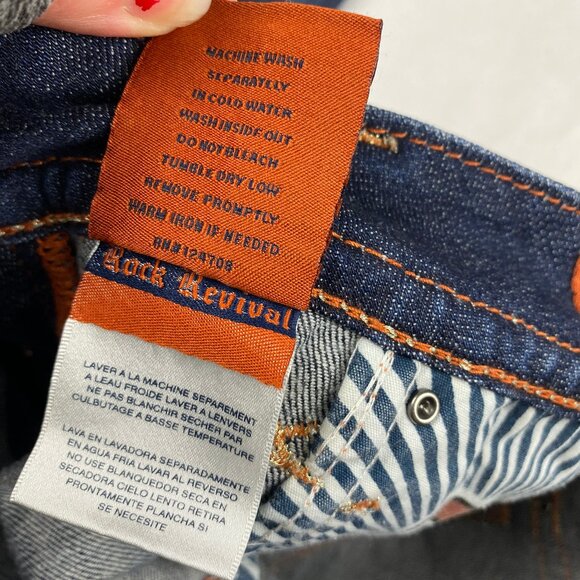 MACHINE WASH
SEPARATLLY
IN COLD WATER
WASH INSIDE OUT
DO NOT BLEACH
TUMBLE DRY LOW
REMOVE PROMPTLY
WARM IRON IF NEEDED
RN#124708
Rock Revival
LAVER A LA MACHINE SEPAREMENT
A LEAU FROIDE LAVER A LENVERS
NE PAS BLANCHIR SECHER PAR
CULBUTAGE A BASSE TEMPERATURE
LAVA EN LAVADORA SEPARADAMENTE
EN AGUA FRIA LAVAR AL REVERSO
NO USE BLANQUEDOR SECA EN
SECADORA CIELO LENTO RETIRA
PRONTAMENTE PLANCHA SI
SE NECESITE